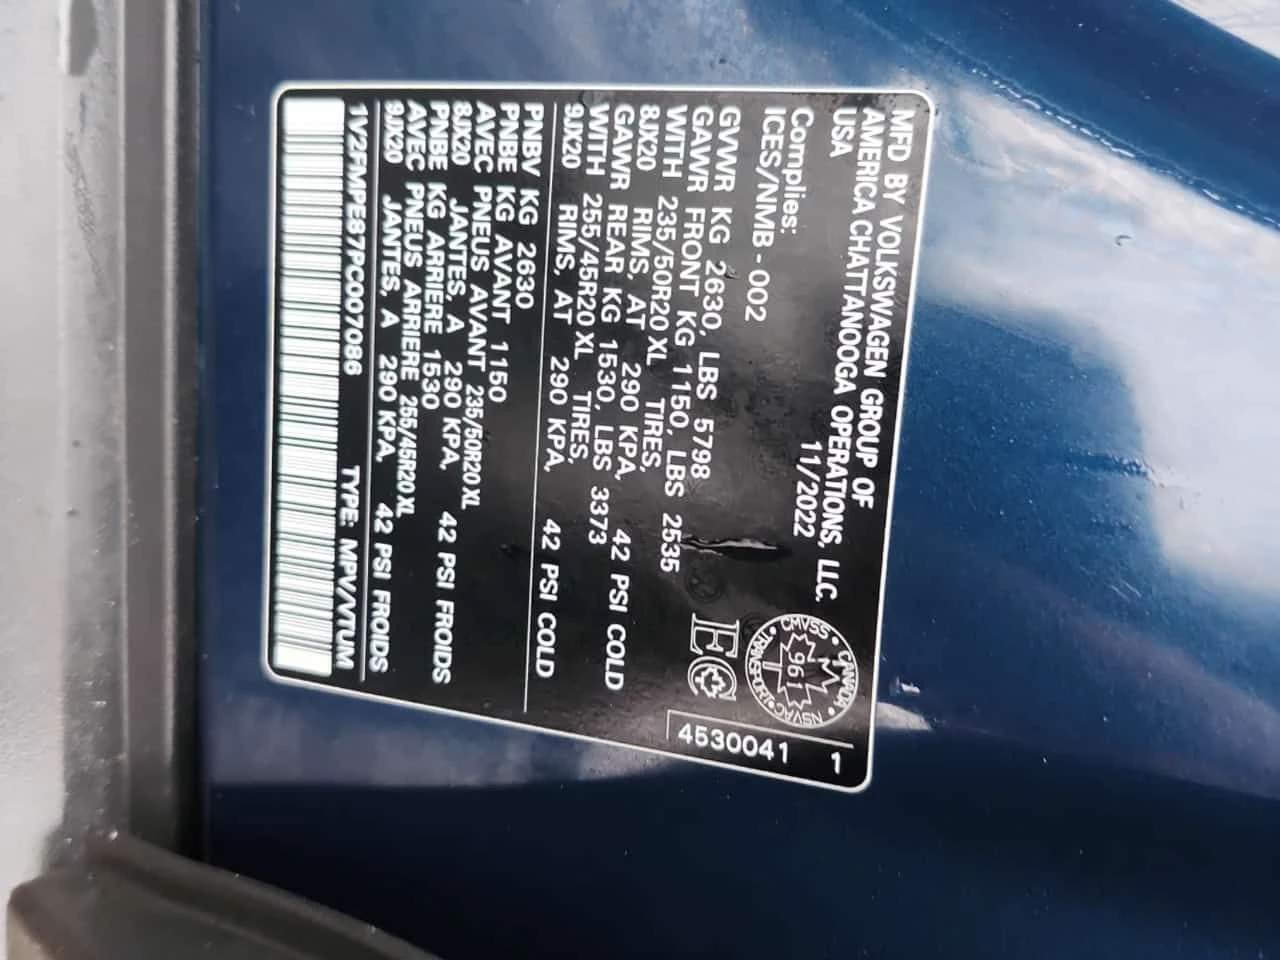 MFD BY VOLKSWAGEN GROUP OF
AMERICA CHATTANOOGA OPERATIONS, LLC.
USA 11/2022
Complies:
ICES/NMB - 002
GVWR KG 2630, LBS 5798
GAWR FRONT KG 1150, LBS 2535
WITH 235/50R20 XL TIRES,
8JX20 RIMS, AT 290 KPA, 42 PSI COLD
GAWR REAR KG 1530, LBS 3373
WITH 255/45R20 XL TIRES,
9JX20 RIMS, AT 290 KPA, 42 PSI COLD
PNBV KG 2630
PNBE KG AVANT 1150
AVEC PNEUS AVANT 235/50R20 XL
8JX20 JANTES, A 290 KPA, 42 PSI FROIDS
PNBE KG ARRIERE 1530
AVEC PNEUS ARRIERE 255/45R20 XL
9JX20 JANTES, A 290 KPA, 42 PSI FROIDS
1V2FMPE87PC007086 TYPE: MPV/VTUM
CANADA
CMVSS NSVAC
961
TRANSPORT
EC
4530041 1